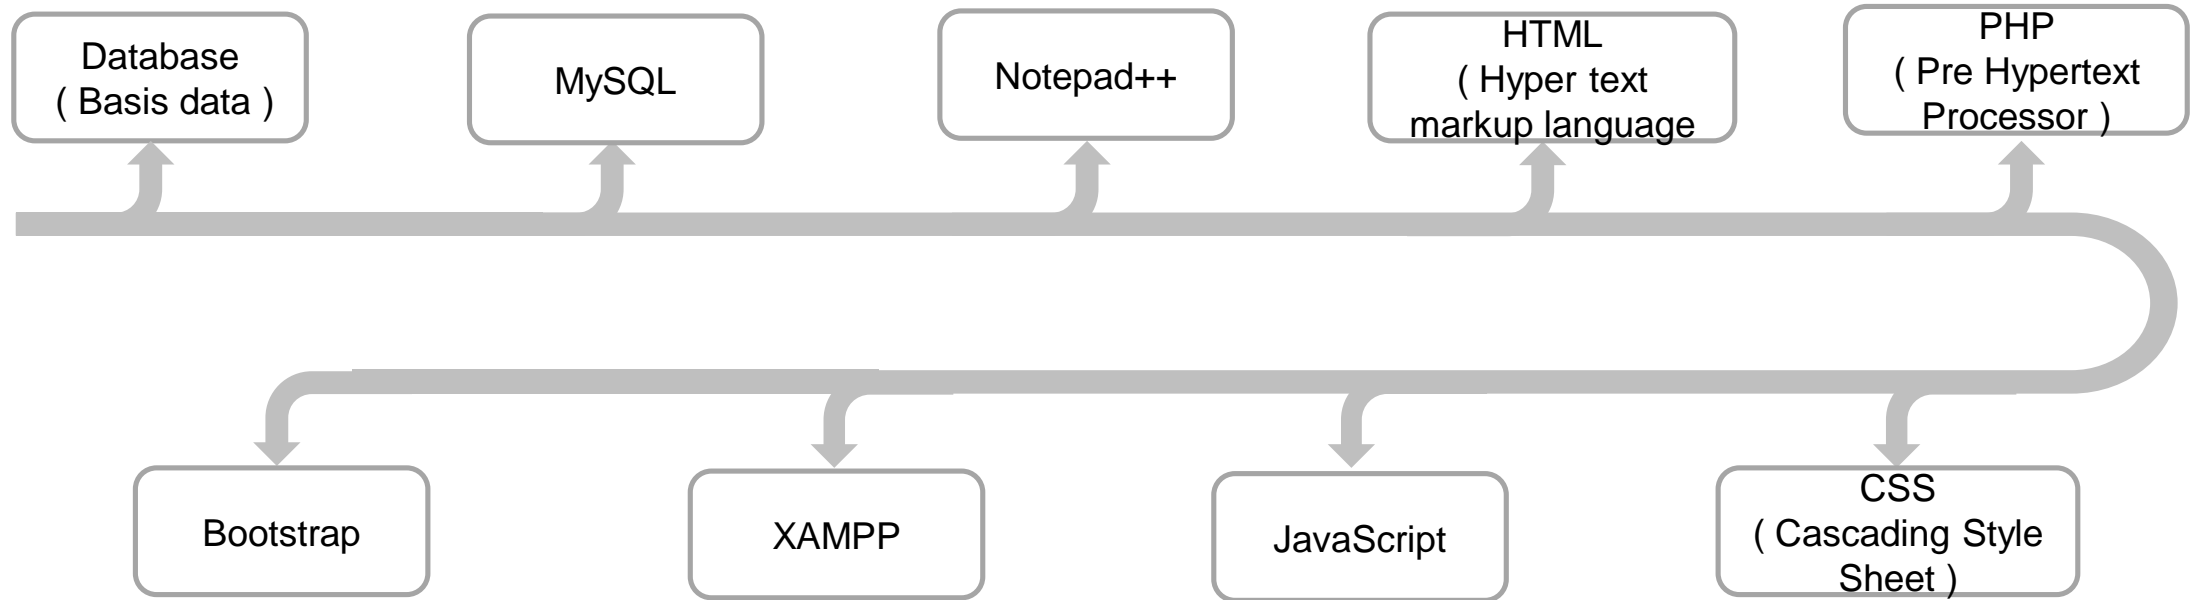 Database
( Basis data )
MySQL
Notepad++
HTML
( Hyper text
markup language
PHP
( Pre Hypertext
Processor )
Bootstrap
XAMPP
JavaScript
CSS
( Cascading Style
Sheet )